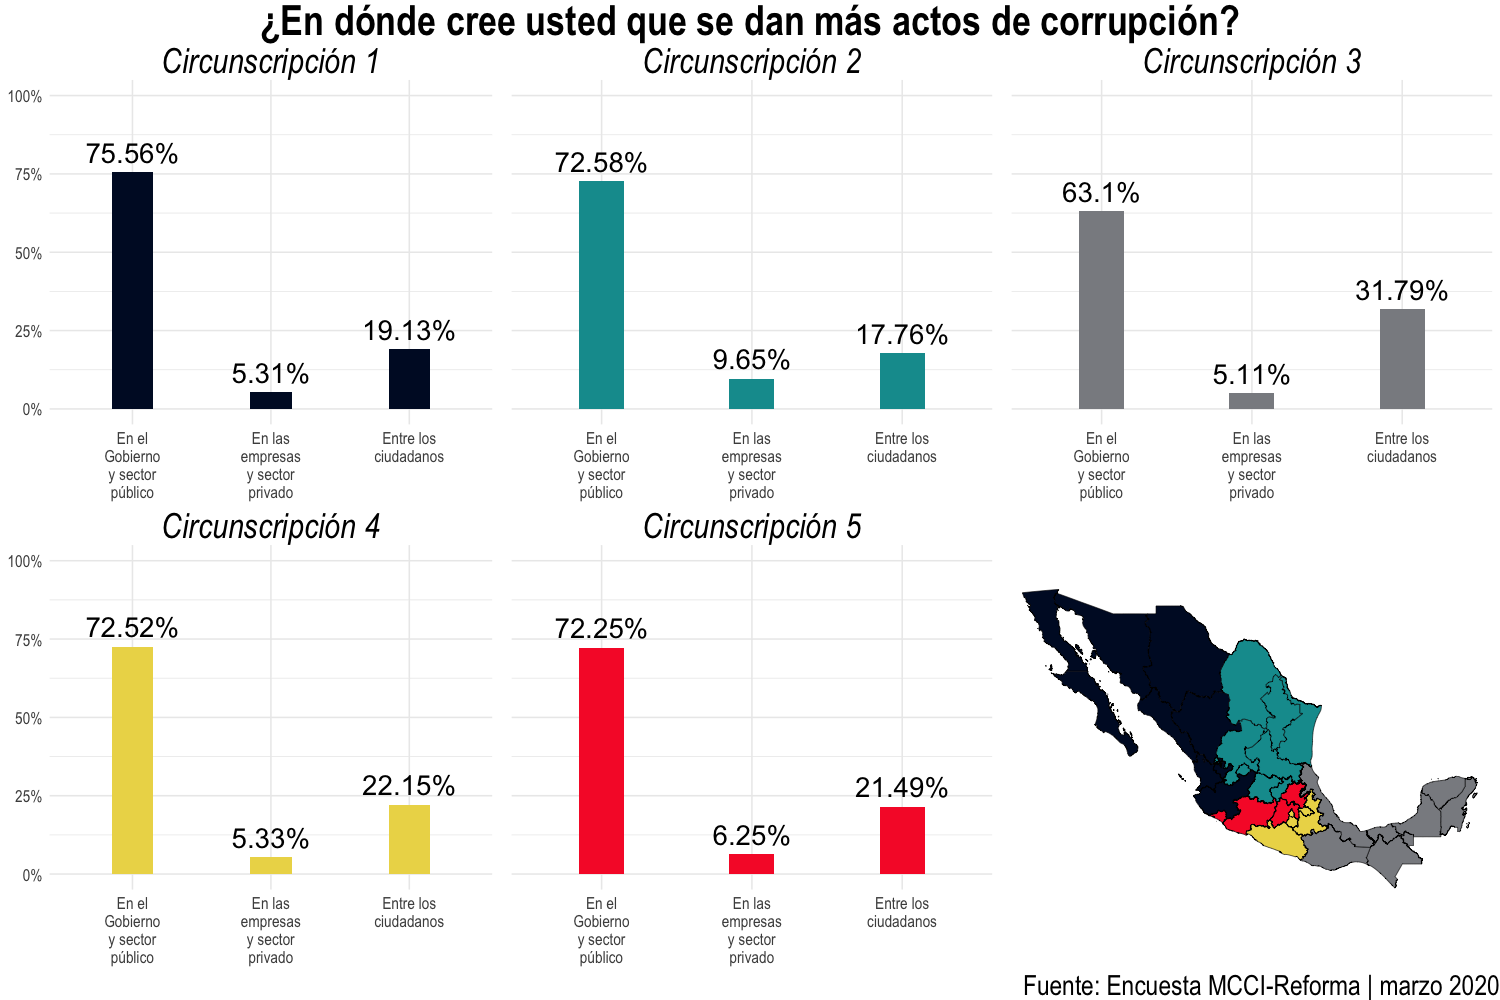 ¿En dónde cree usted que se dan más actos de corrupción?
Circunscripción 1
100%
75%
50%
25%
0%
75.56%
5.31%
19.13%
En el
Gobierno
y sector
público
En las
empresas
y sector
privado
Entre los
ciudadanos
Circunscripción 2
72.58%
9.65%
17.76%
En el
Gobierno
y sector
público
En las
empresas
y sector
privado
Entre los
ciudadanos
Circunscripción 3
63.1%
5.11%
31.79%
En el
Gobierno
y sector
público
En las
empresas
y sector
privado
Entre los
ciudadanos
Circunscripción 4
100%
75%
50%
25%
0%
72.52%
5.33%
22.15%
En el
Gobierno
y sector
público
En las
empresas
y sector
privado
Entre los
ciudadanos
Circunscripción 5
72.25%
6.25%
21.49%
En el
Gobierno
y sector
público
En las
empresas
y sector
privado
Entre los
ciudadanos
Fuente: Encuesta MCCI-Reforma | marzo 2020